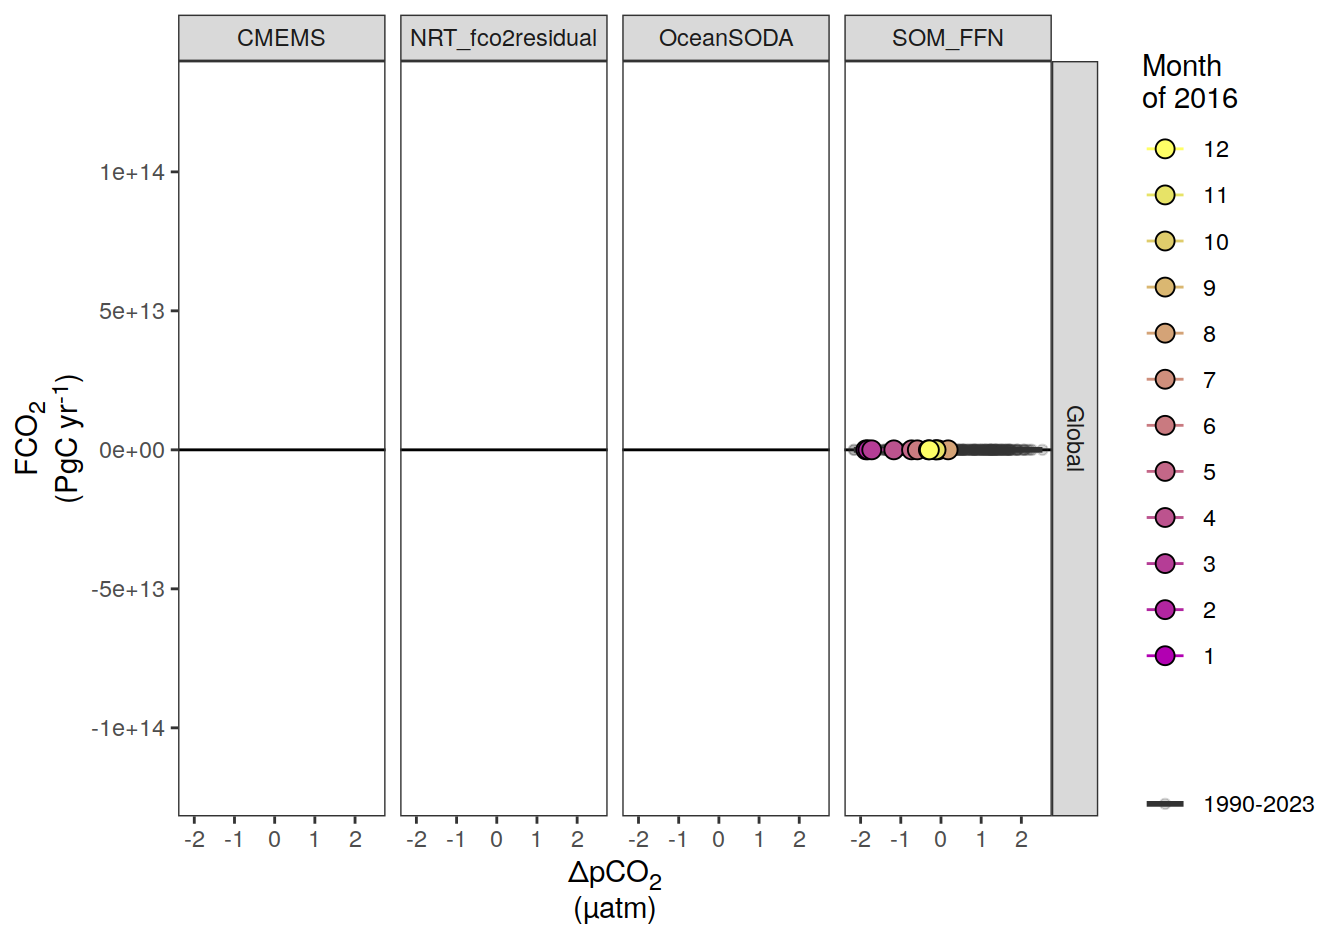 CMEMS NRT_fco2residual OceanSODA SOM_FFN
Global
FCO2
(PgC yr-1)
1e+14
5e+13
0e+00
-5e+13
-1e+14
-2 -1 0 1 2 -2 -1 0 1 2 -2 -1 0 1 2 -2 -1 0 1 2
ΔpCO2
(µatm)
Month
of 2016
12
11
10
9
8
7
6
5
4
3
2
1
1990-2023